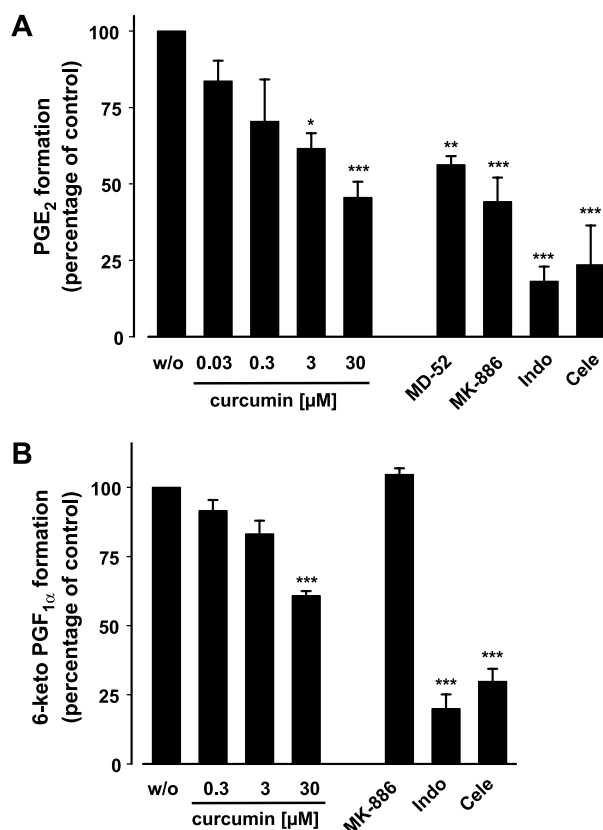 A
PGE2 formation
(percentage of control)
100
75
50
25
0
*
***
**
***
***
***
w/o 0.03 0.3 3 30 MD-52 MK-886 Indo Cele
curcumin [µM]
B
6-keto PGF1α formation
(percentage of control)
100
75
50
25
0
***
***
***
w/o 0.3 3 30 MK-886 Indo Cele
curcumin [µM]